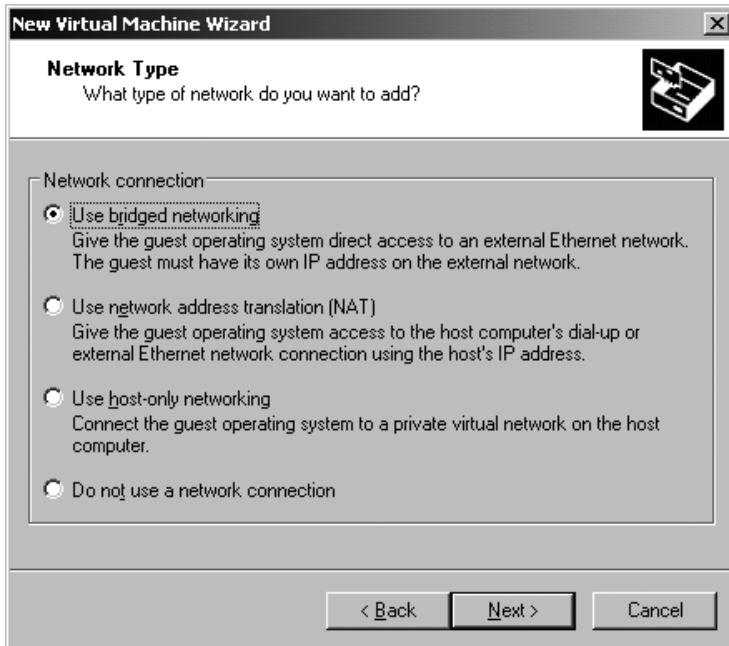 New Virtual Machine Wizard
Network Type
What type of network do you want to add?
Network connection
Use bridged networking
Give the guest operating system direct access to an external Ethernet network.
The guest must have its own IP address on the external network.
Use network address translation (NAT)
Give the guest operating system access to the host computer's dial-up or
external Ethernet network connection using the host's IP address.
Use host-only networking
Connect the guest operating system to a private virtual network on the host
computer.
Do not use a network connection
< Back Next > Cancel